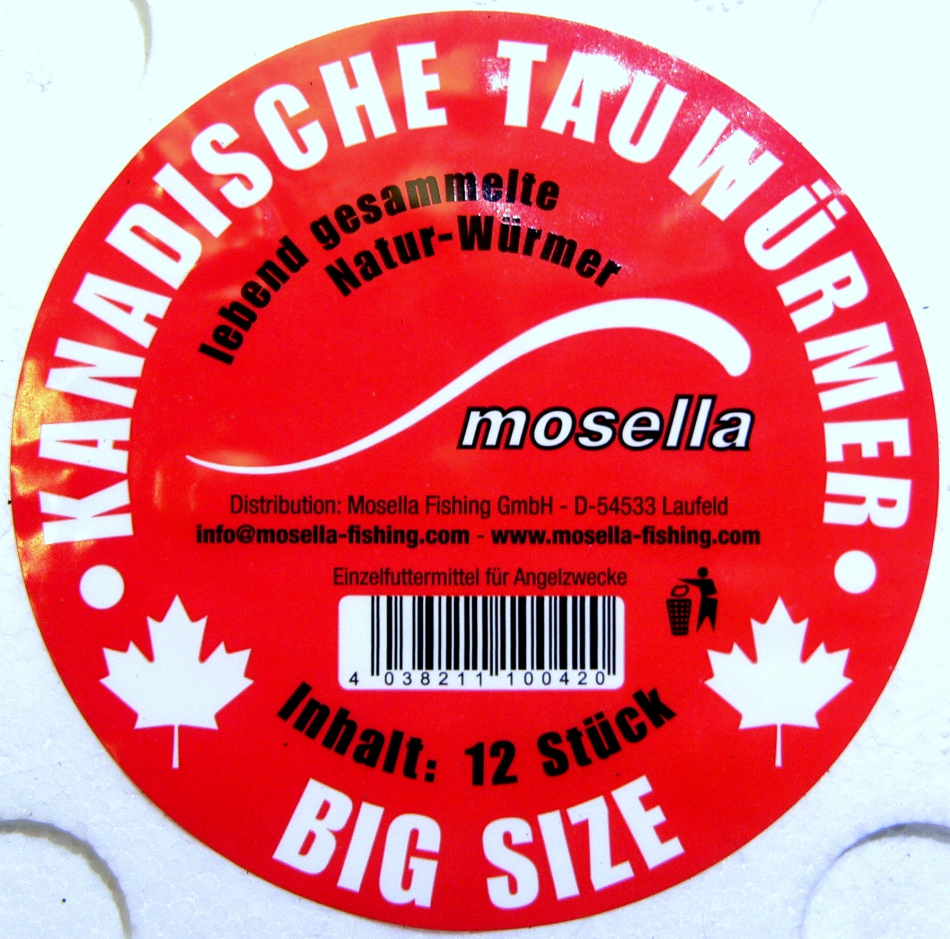 KANADISCHE TAUWÜRMER
lebend gesammelte
Natur-Würmer
mosella
Distribution: Mosella Fishing GmbH - D-54533 Laufeld
info@mosella-fishing.com - www.mosella-fishing.com
Einzelfuttermittel für Angelzwecke
4 038211 100420
Inhalt: 12 Stück
BIG SIZE